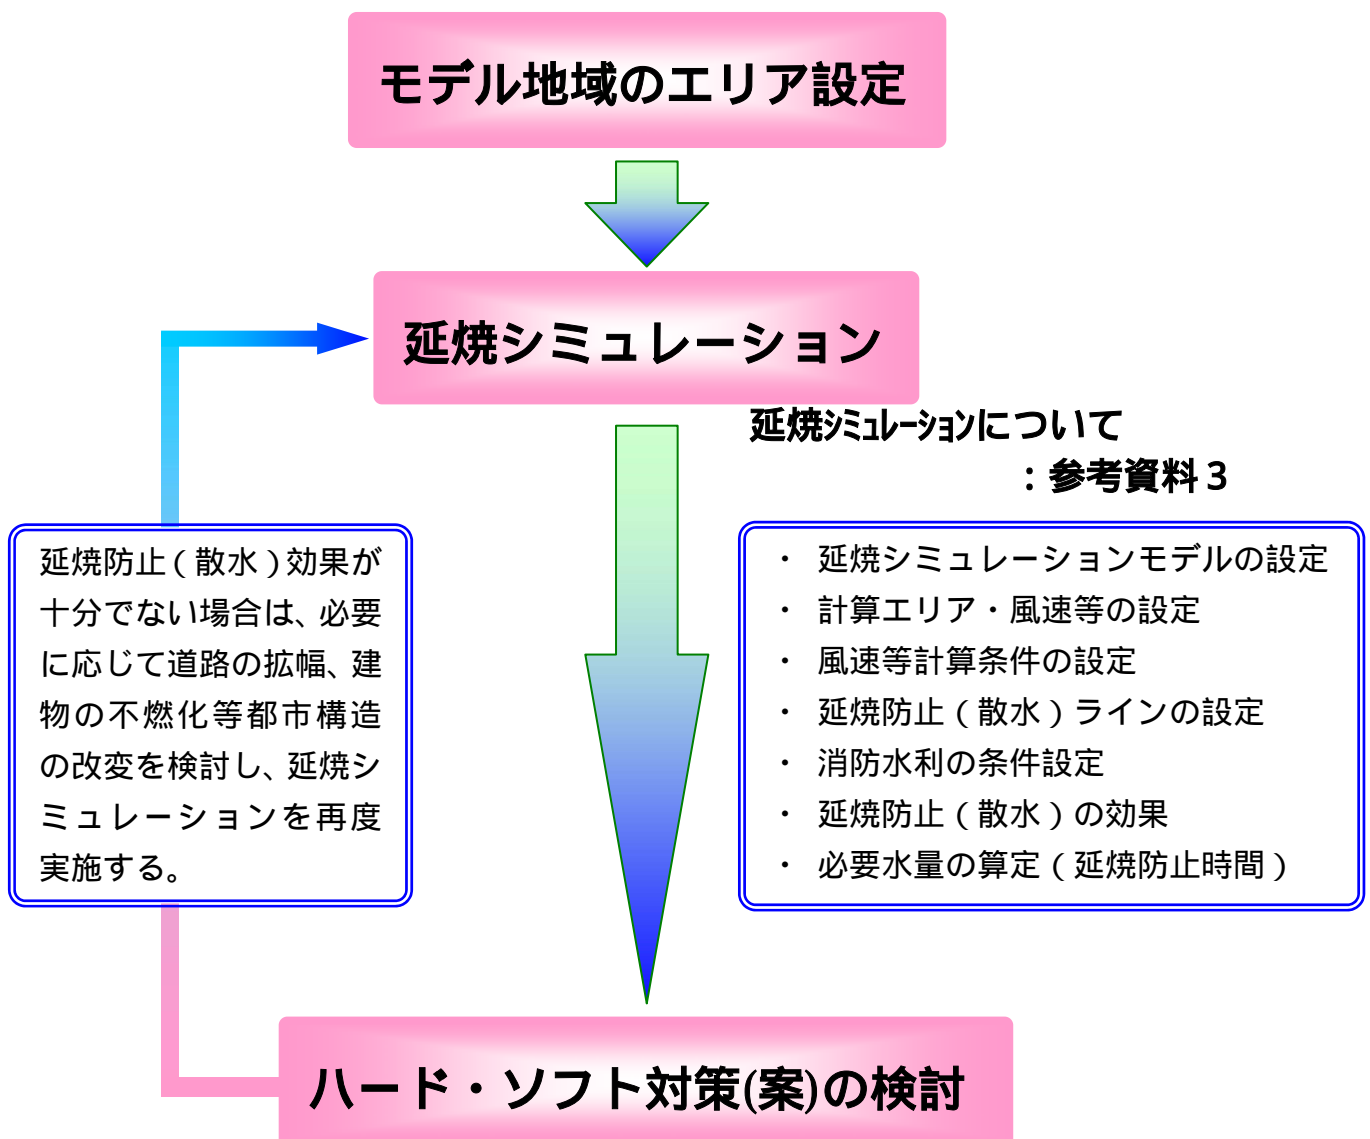 モデル地域のエリア設定
延焼シミュレーション
延焼ｼﾐｭﾚｰｼｮﾝについて
：参考資料３
延焼防止（散水）効果が
十分でない場合は、必要
に応じて道路の拡幅、建
物の不燃化等都市構造
の改変を検討し、延焼シ
ミュレーションを再度
実施する。
・ 延焼シミュレーションモデルの設定
・ 計算エリア・風速等の設定
・ 風速等計算条件の設定
・ 延焼防止（散水）ラインの設定
・ 消防水利の条件設定
・ 延焼防止（散水）の効果
・ 必要水量の算定（延焼防止時間）
ハード・ソフト対策(案)の検討